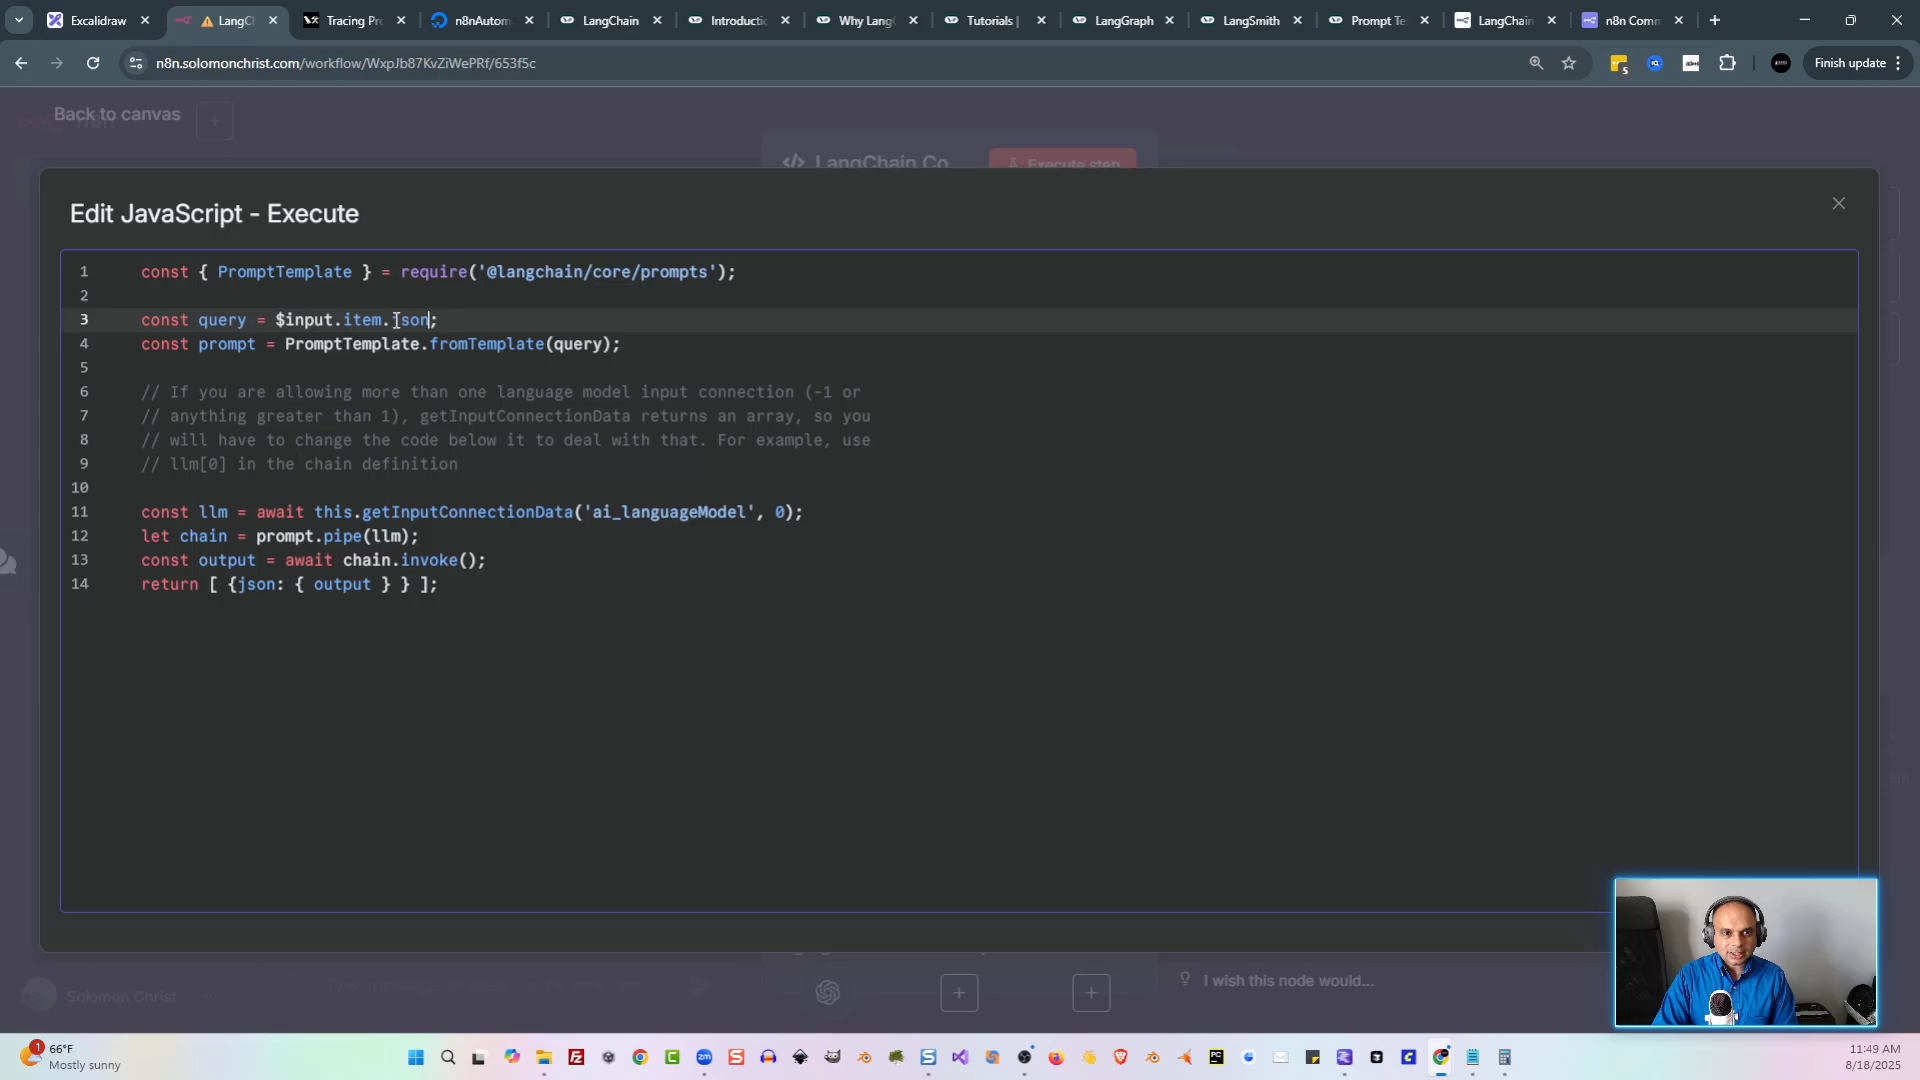 Excalidraw
LangCh
Tracing Pr
n8nAutom
LangChain
Introductio
Why Lang
Tutorials |
LangGraph
LangSmith
Prompt Te
LangChain
n8n Comm
n8n.solomonchrist.com/workflow/WxpJb87KvZiWePRf/653f5c
5
Finish update
Back to canvas
LangChain Co
Execute step
Edit JavaScript - Execute
1 const { PromptTemplate } = require('@langchain/core/prompts');
2
3 const query = $input.item.json;
4 const prompt = PromptTemplate.fromTemplate(query);
5
6 // If you are allowing more than one language model input connection (-1 or
7 // anything greater than 1), getInputConnectionData returns an array, so you
8 // will have to change the code below it to deal with that. For example, use
9 // llm[0] in the chain definition
10
11 const llm = await this.getInputConnectionData('ai_languageModel', 0);
12 let chain = prompt.pipe(llm);
13 const output = await chain.invoke();
14 return [ {json: { output } } ];
Solomon Christ
I wish this node would...
1
66°F
Mostly sunny
11:49 AM
8/18/2025